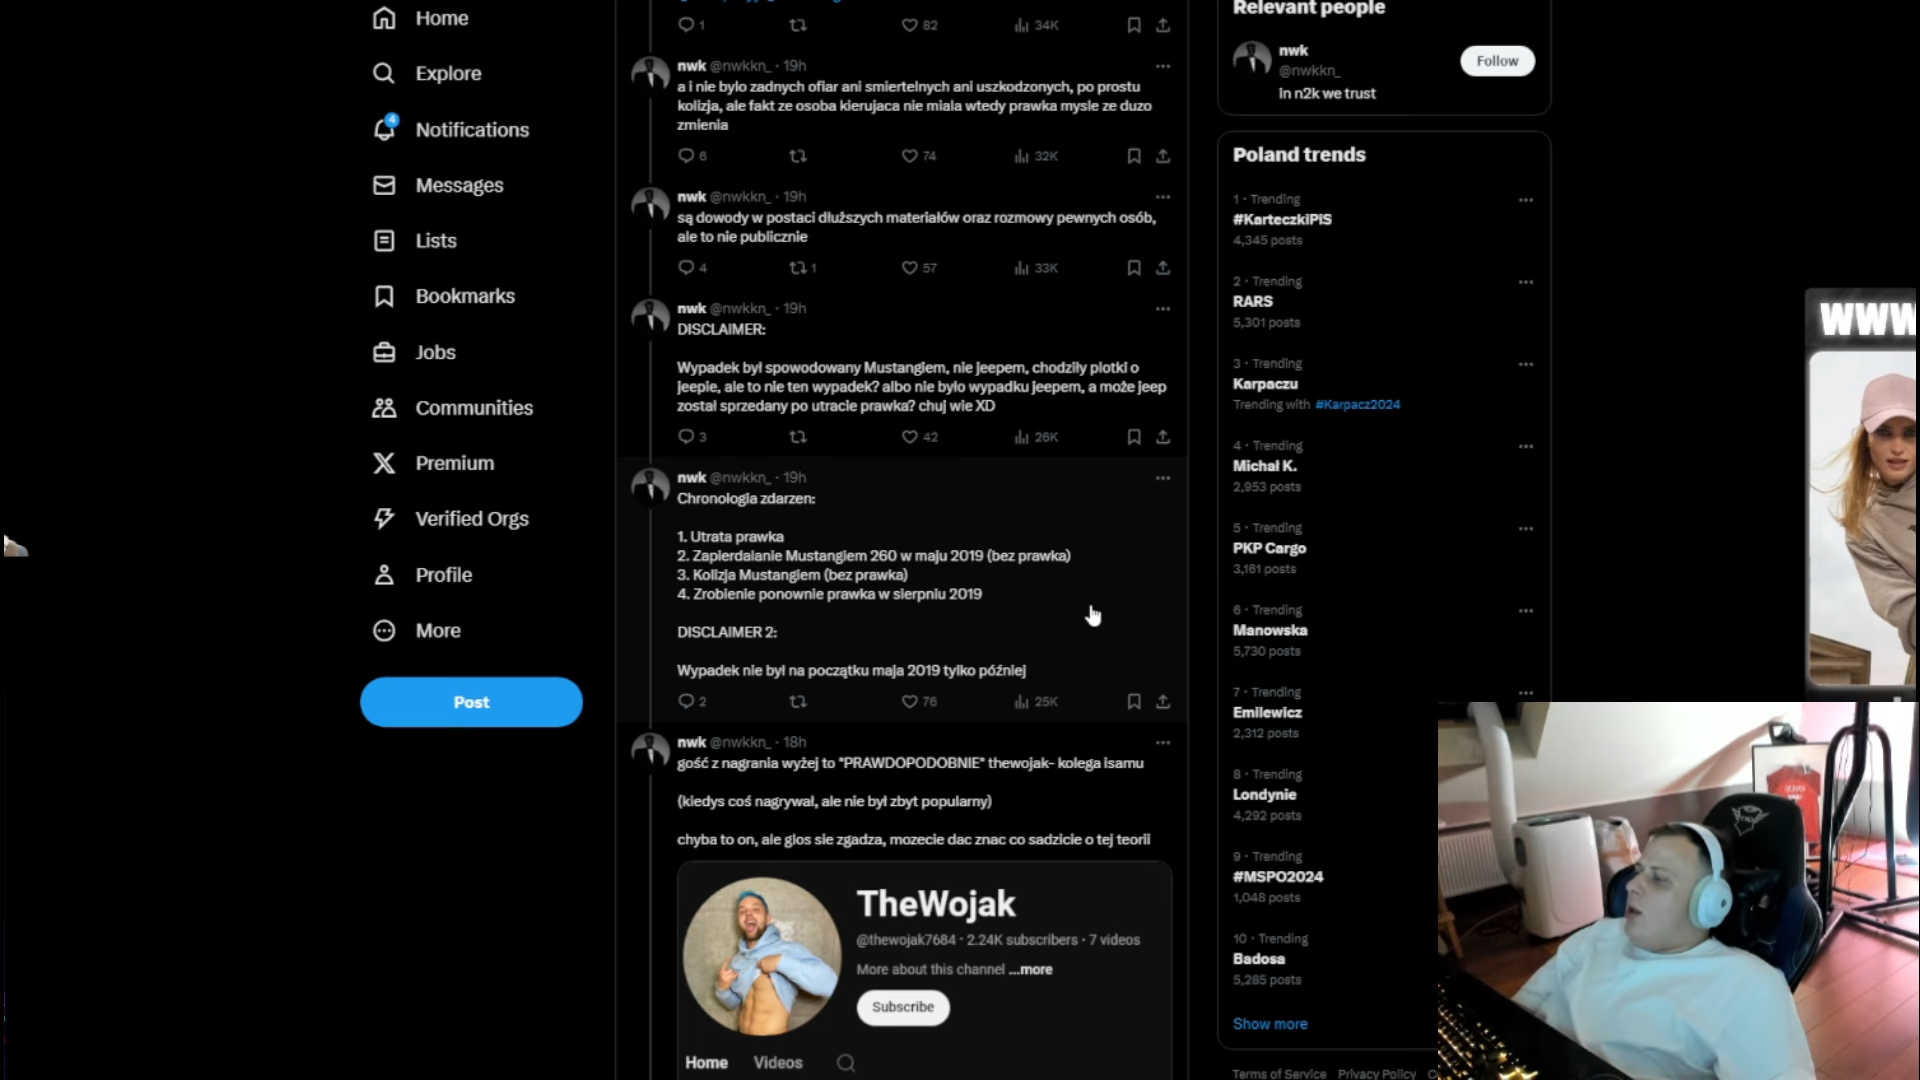 Home
Explore
4
Notifications
Messages
Lists
Bookmarks
Jobs
Communities
Premium
Verified Orgs
Profile
More
Post
1 82 34K
nwk @nwkkn_ · 19h
a i nie było zadnych ofiar ani smiertelnych ani uszkodzonych, po prostu
kolizja, ale fakt ze osoba kierujaca nie miala wtedy prawka mysle ze duzo
zmienia
6 74 32K
nwk @nwkkn_ · 19h
są dowody w postaci dłuższych materiałów oraz rozmowy pewnych osób,
ale to nie publicznie
4 1 57 33K
nwk @nwkkn_ · 19h
DISCLAIMER:
Wypadek był spowodowany Mustangiem, nie jeepem, chodziły plotki o
jeepie, ale to nie ten wypadek? albo nie było wypadku jeepem, a może jeep
został sprzedany po utracie prawka? chuj wie XD
3 42 26K
nwk @nwkkn_ · 19h
Chronologia zdarzen:
1. Utrata prawka
2. Zapierdalanie Mustangiem 260 w maju 2019 (bez prawka)
3. Kolizja Mustangiem (bez prawka)
4. Zrobienie ponownie prawka w sierpniu 2019
DISCLAIMER 2:
Wypadek nie był na początku maja 2019 tylko później
2 76 25K
nwk @nwkkn_ · 18h
gość z nagrania wyżej to *PRAWDOPODOBNIE* thewojak- kolega isamu
(kiedys coś nagrywał, ale nie był zbyt popularny)
chyba to on, ale glos sie zgadza, mozecie dac znac co sadzicie o tej teorii
TheWojak
@thewojak7684 · 2.24K subscribers · 7 videos
More about this channel ...more
Subscribe
Home Videos
Relevant people
nwk
@nwkkn_
Follow
In n2k we trust
Poland trends
1 · Trending
#KarteczkiPiS
4,345 posts
2 · Trending
RARS
5,301 posts
3 · Trending
Karpaczu
Trending with #Karpacz2024
4 · Trending
Michał K.
2,953 posts
5 · Trending
PKP Cargo
3,161 posts
6 · Trending
Manowska
5,730 posts
7 · Trending
Emilewicz
2,312 posts
8 · Trending
Londynie
4,292 posts
9 · Trending
#MSPO2024
1,048 posts
10 · Trending
Badosa
5,285 posts
Show more
Terms of Service Privacy Policy
WWW